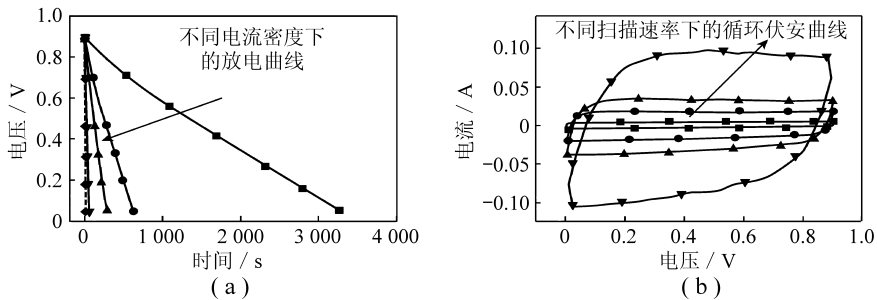 不同电流密度下
的放电曲线
电压 / V
1.0
0.8
0.6
0.4
0.2
0
0
1 000
2 000
3 000
4 000
时间 / s
( a )
不同扫描速率下的循环伏安曲线
电流 / A
0.10
0.05
0
−0.05
−0.10
0
0.2
0.4
0.6
0.8
1.0
电压 / V
( b )